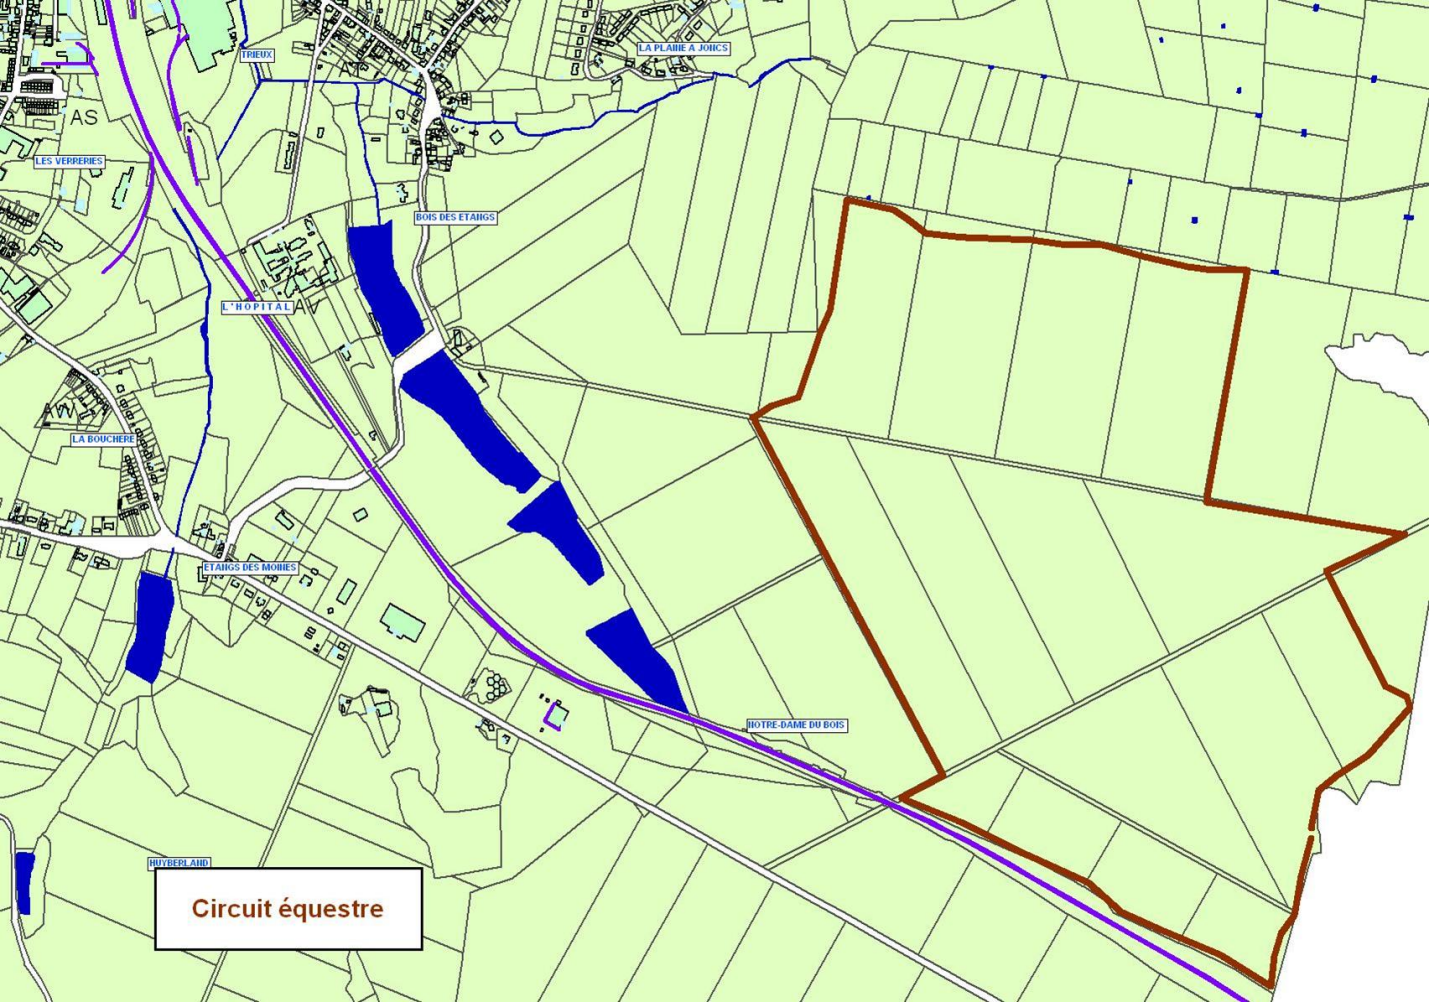 LA PLAINE A JONCS
TRIEUX
AS
LES VERRERIES
BOIS DES ETANGS
L'HOPITAL
AV
AW
LA BOUCHERE
ETANGS DES MOINES
NOTRE-DAME DU BOIS
HUYBERLAND
Circuit équestre